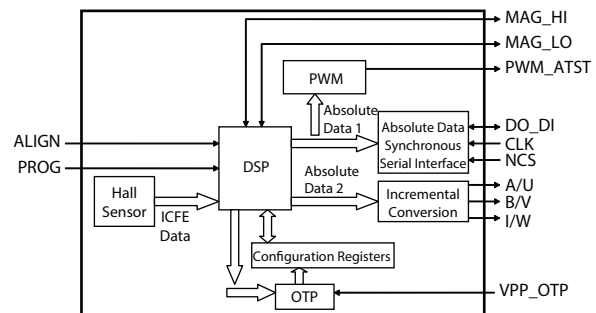 MAG_HI
MAG_LO
PWM_ATST
PWM
Absolute
Data 1
Absolute Data
Synchronous
Serial Interface
DO_DI
CLK
NCS
ALIGN
PROG
DSP
Absolute
Data 2
Hall
Sensor
ICFE
Data
Incremental
Conversion
A/U
B/V
I/W
Configuration Registers
OTP
VPP_OTP